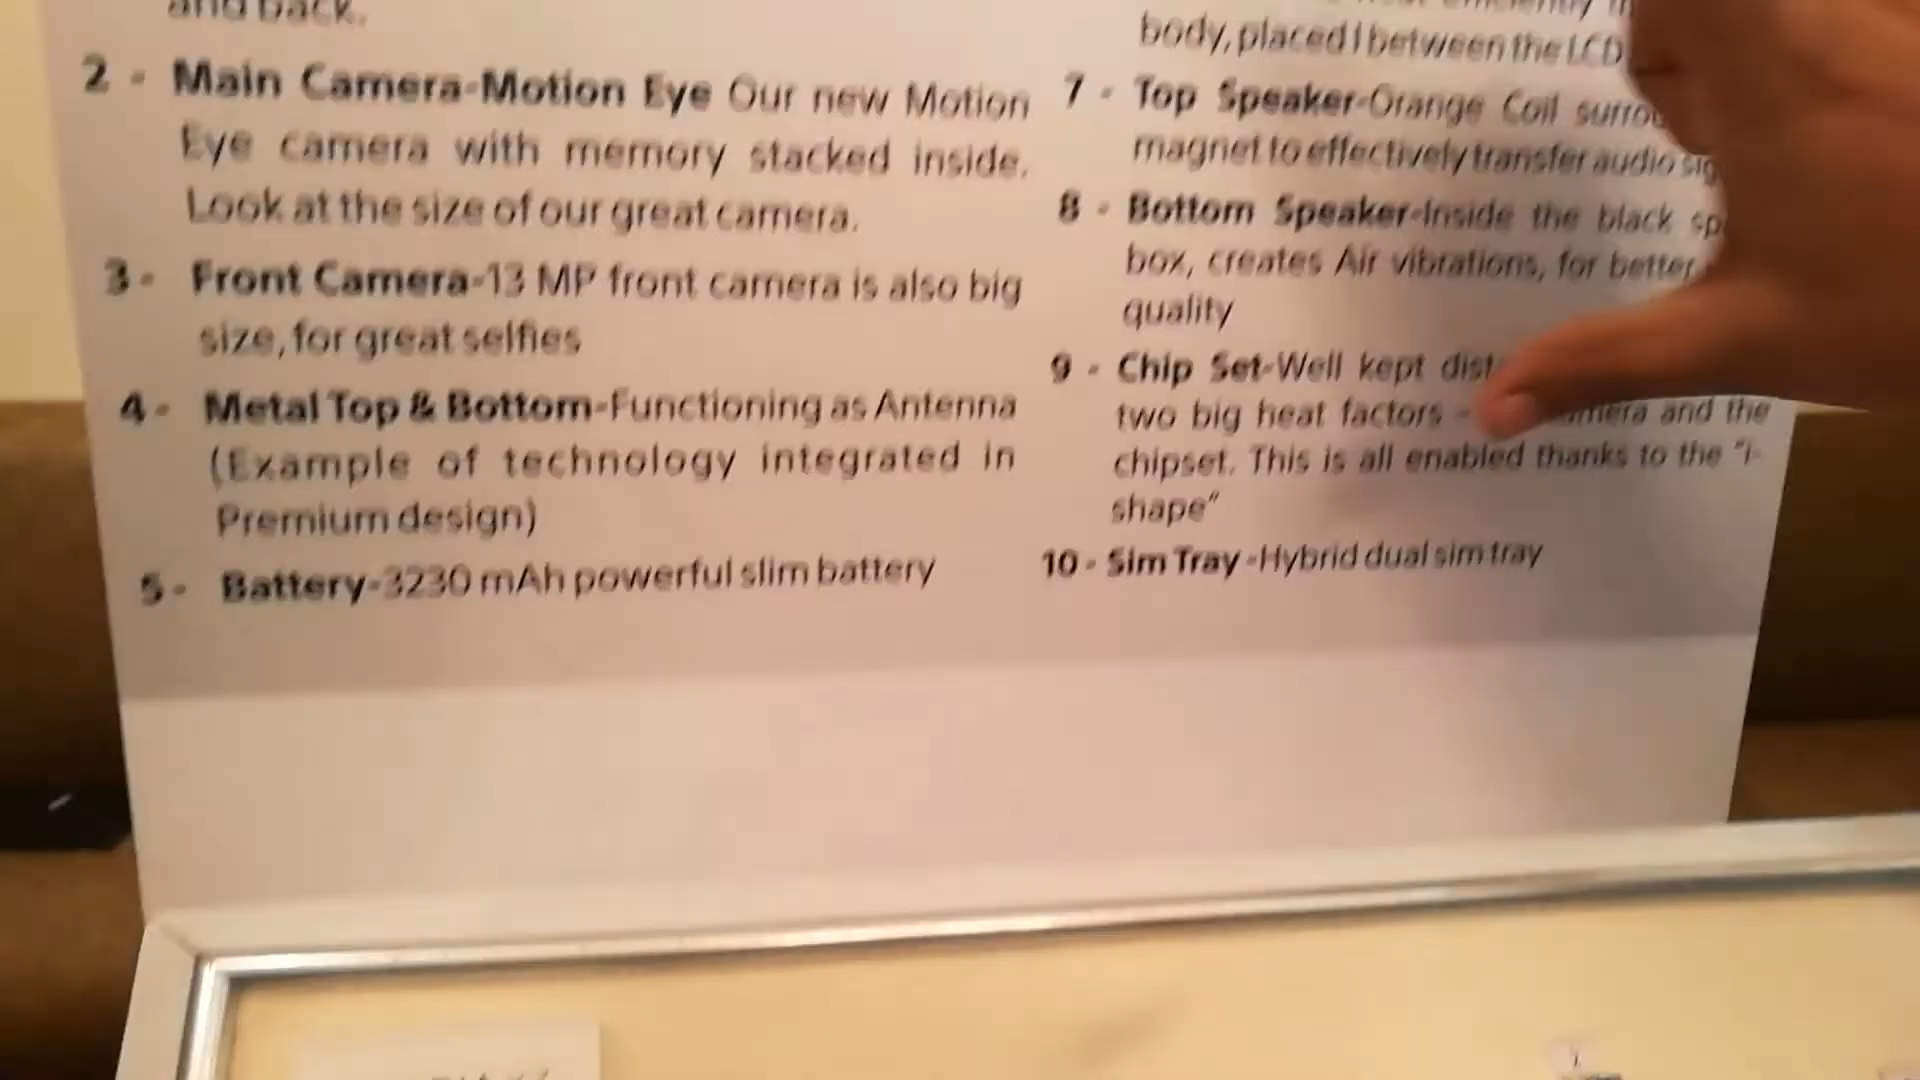 and back.
2 - Main Camera-Motion Eye Our new Motion
Eye camera with memory stacked inside.
Look at the size of our great camera.
3 - Front Camera-13 MP front camera is also big
size, for great selfies
4 - Metal Top & Bottom-Functioning as Antenna
(Example of technology integrated in
Premium design)
5 - Battery-3230 mAh powerful slim battery
body, placed l between the LCD
7 - Top Speaker-Orange Coil
magnet to effectively transfer audio
8 - Bottom Speaker-Inside the black
box, creates Air vibrations, for better
quality
9 - Chip Set-Well kept
two big heat factors - and the
chipset. This is all enabled thanks to the "i-
shape"
10 - Sim Tray -Hybrid dual sim tray